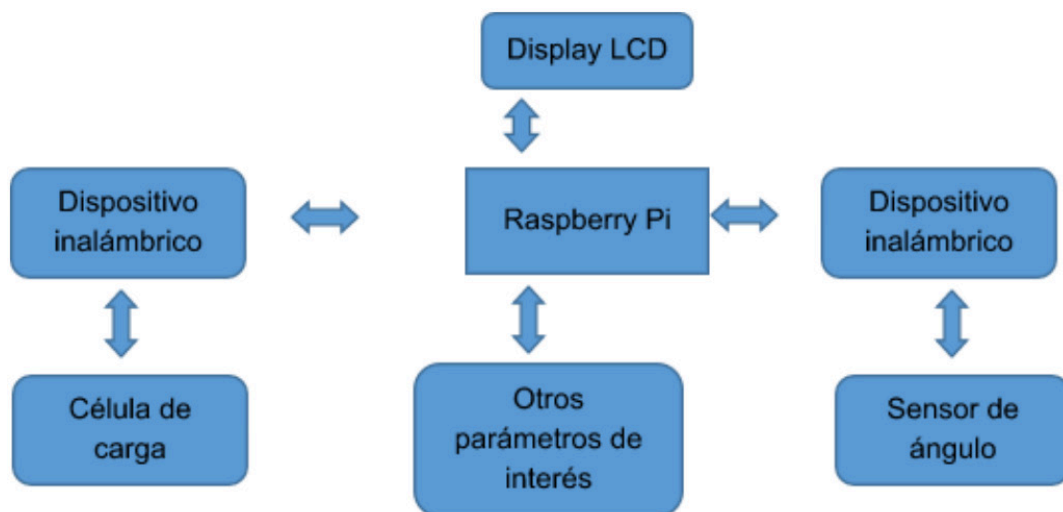 Display LCD
Dispositivo
inalámbrico
Raspberry Pi
Dispositivo
inalámbrico
Célula de
carga
Otros
parámetros de
interés
Sensor de
ángulo